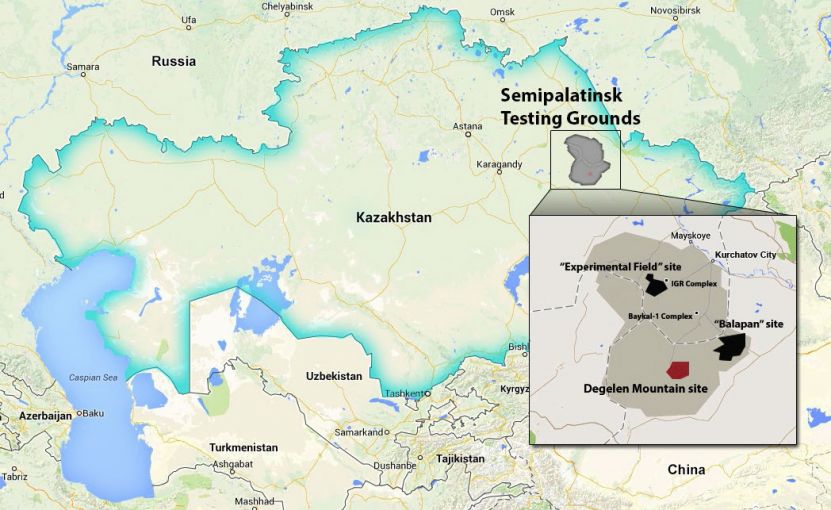 Chelyabinsk
Omsk
Novosibirsk
Ufa
Samara
Russia
Semipalatinsk
Testing Grounds
Astana
Karagandy
Kazakhstan
Mayskoye
Kurchatov City
"Experimental Field" site
IGR Complex
Baykal-1 Complex
"Balapan" site
Degelen Mountain site
Bish
Kyrgyz
Caspian Sea
Uzbekistan
Tashkent
Azerbaijan
Baku
Samarkand
Turkmenistan
Dushanbe
Tajikistan
Ashgabat
China
Tabriz
Mashhad